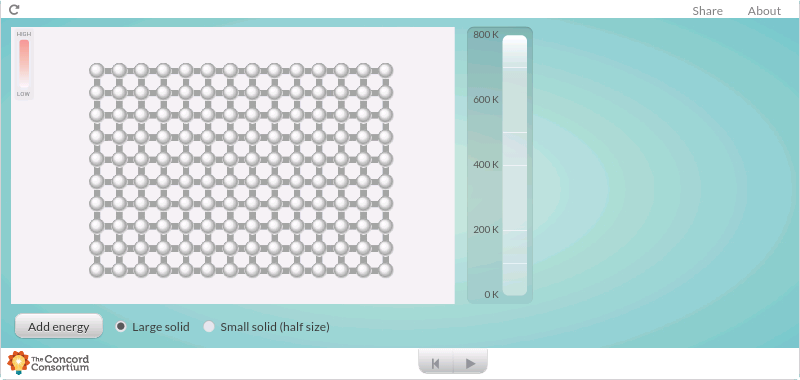 Share About
HIGH
LOW
800 K
600 K
400 K
200 K
0 K
Add energy Large solid Small solid (half size)
The Concord
Consortium